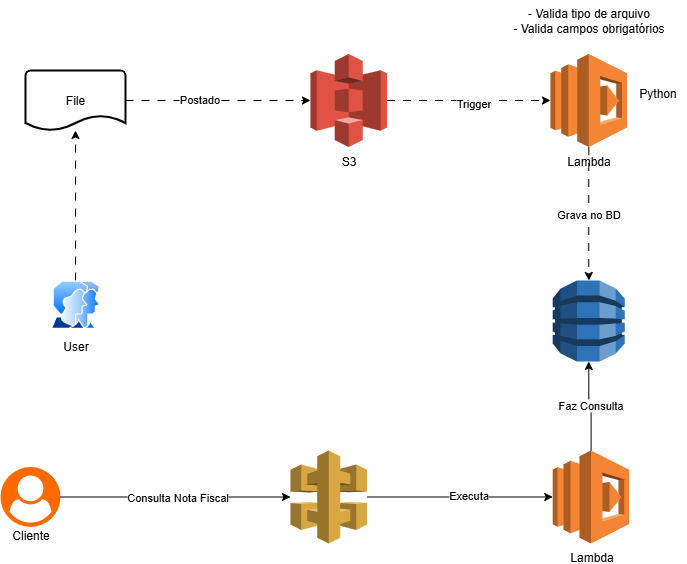 - Valida tipo de arquivo
- Valida campos obrigatórios
File
Postado
S3
Trigger
Python
Lambda
Grava no BD
User
Faz Consulta
Cliente
Consulta Nota Fiscal
Executa
Lambda